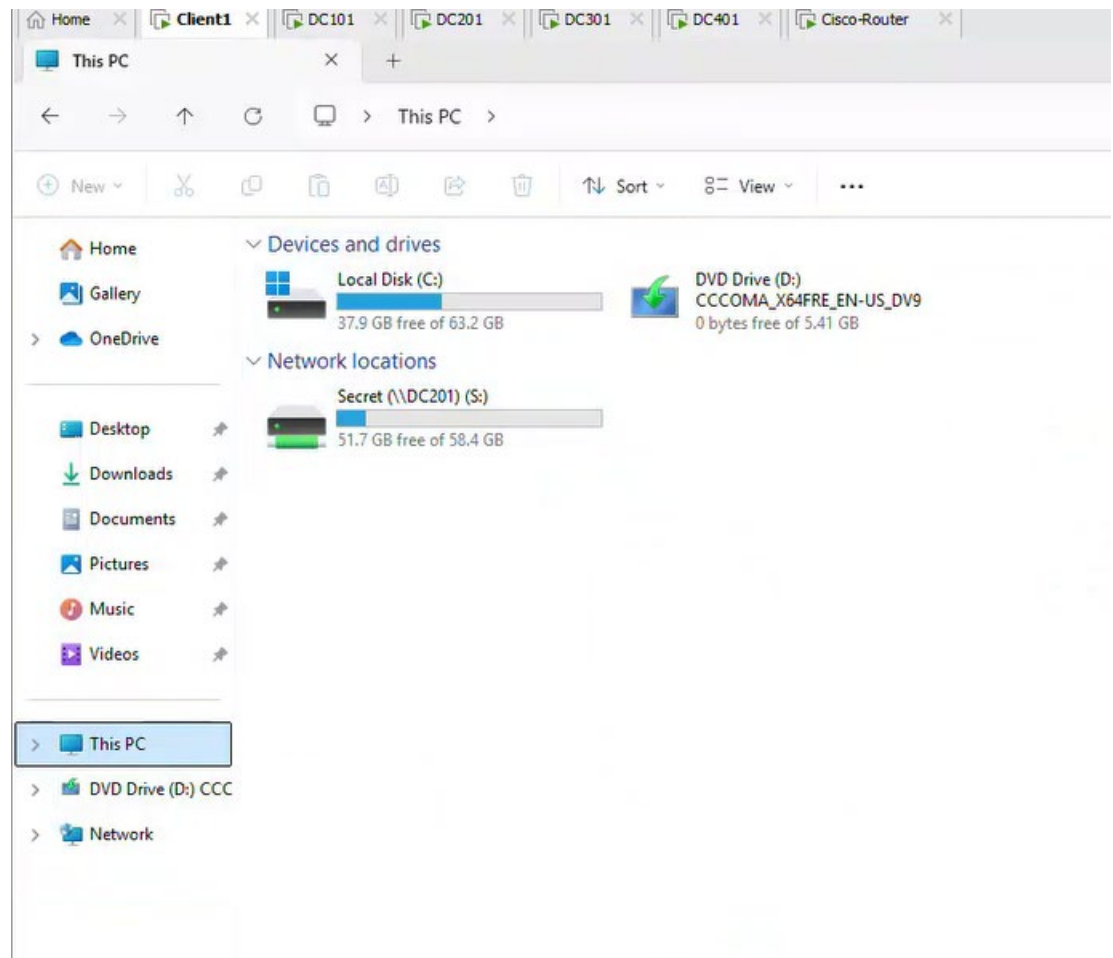 Home
Client1
DC101
DC201
DC301
DC401
Cisco-Router
This PC
This PC
New
Sort
View
Home
Gallery
OneDrive
Desktop
Downloads
Documents
Pictures
Music
Videos
This PC
DVD Drive (D:) CCC
Network
Devices and drives
Local Disk (C:)
37.9 GB free of 63.2 GB
DVD Drive (D:)
CCCOMA_X64FRE_EN-US_DV9
0 bytes free of 5.41 GB
Network locations
Secret (\\DC201) (S:)
51.7 GB free of 58.4 GB